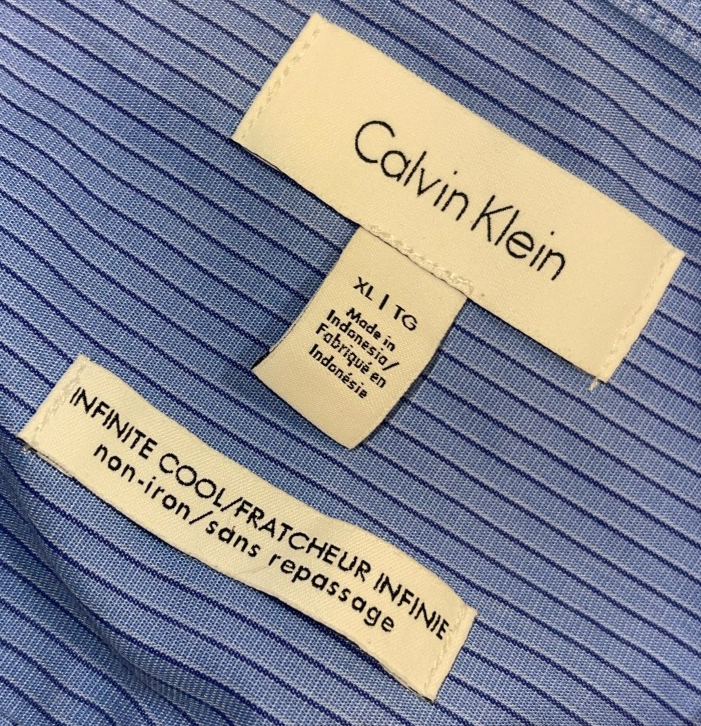 Calvin Klein
XL | TG
Made in
Indonesia/
Fabriqué en
Indonésie
INFINITE COOL/FRATCHEUR INFINIE
non-iron/sans repassage